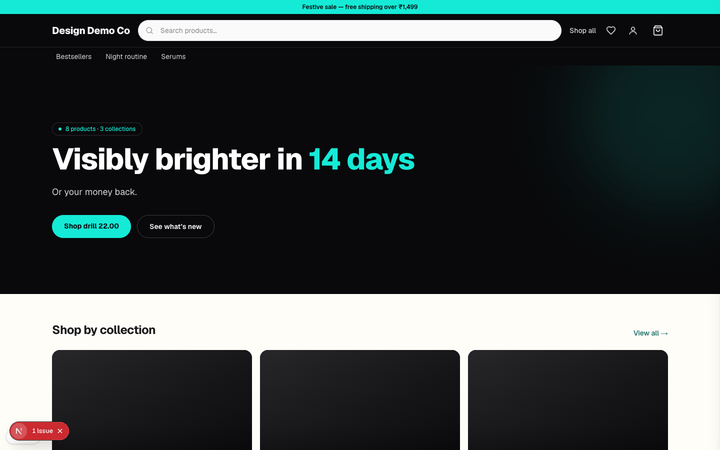 Festive sale — free shipping over ₹1,499
Design Demo Co
Search products…
Shop all
Bestsellers
Night routine
Serums
8 products · 3 collections
Visibly brighter in 14 days
Or your money back.
Shop drill 22.00
See what's new
Shop by collection
View all →
N
1 Issue